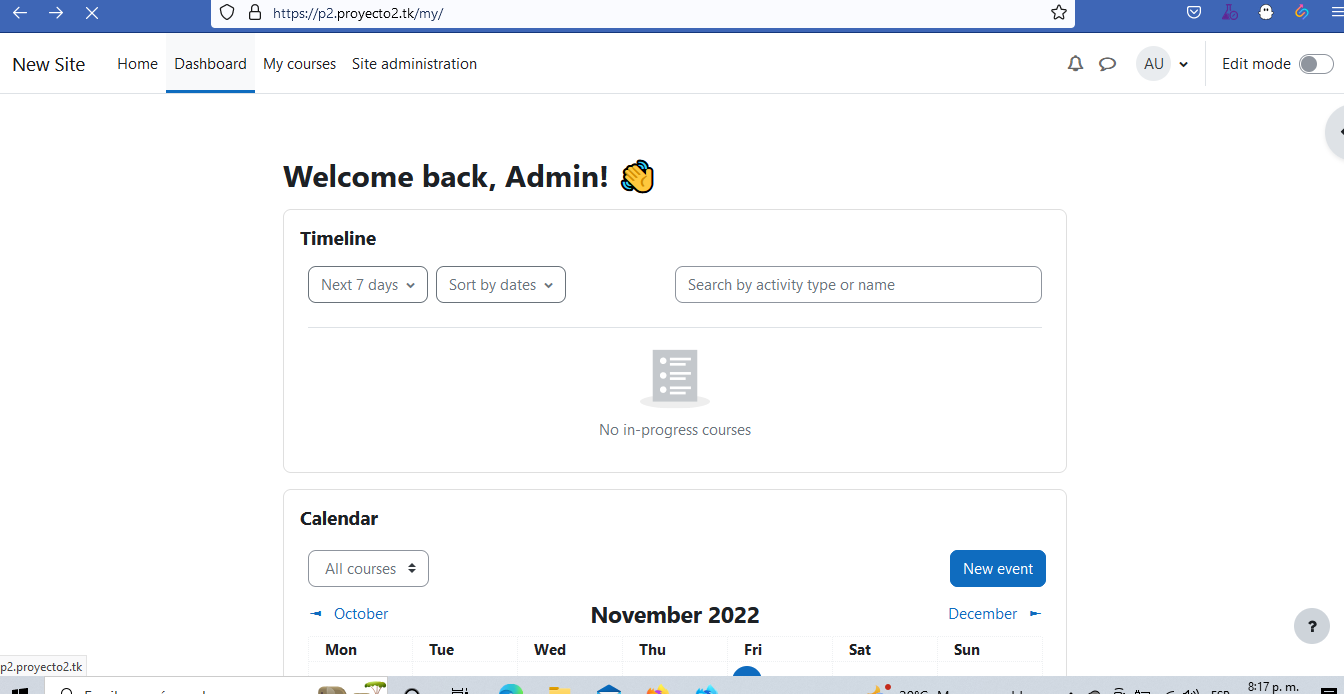 https://p2.proyecto2.tk/my/
New Site Home Dashboard My courses Site administration AU Edit mode
Welcome back, Admin!
Timeline
Next 7 days Sort by dates Search by activity type or name
No in-progress courses
Calendar
All courses New event
◄ October November 2022 December ►
Mon Tue Wed Thu Fri Sat Sun
?
p2.proyecto2.tk
8:17 p. m.